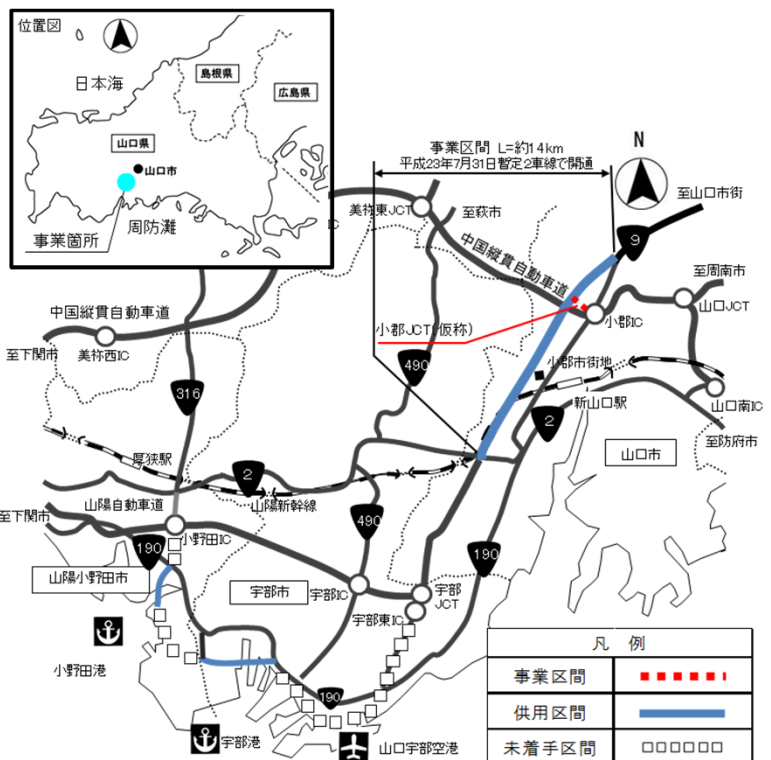 位置図
日本海
島根県
広島県
山口県
山口市
事業箇所
周防灘
IC
事業区間 L=約14km
平成23年7月31日暫定2車線で開通
N
至山口市街
9
美祢東JCT
至萩市
中国縦貫自動車道
至周南市
山口JCT
小郡IC
小郡JCT(仮称)
中国縦貫自動車道
至下関市
美祢西IC
490
小郡市街地
316
新山口駅
2
山口南IC
至防府市
山口市
厚狭駅
2
山陽新幹線
山陽自動車道
至下関市
小野田IC
490
190
190
山陽小野田市
宇部市
宇部IC
宇部
JCT
宇部東IC
小野田港
190
宇部港
山口宇部空港
凡 例
事業区間
供用区間
未着手区間